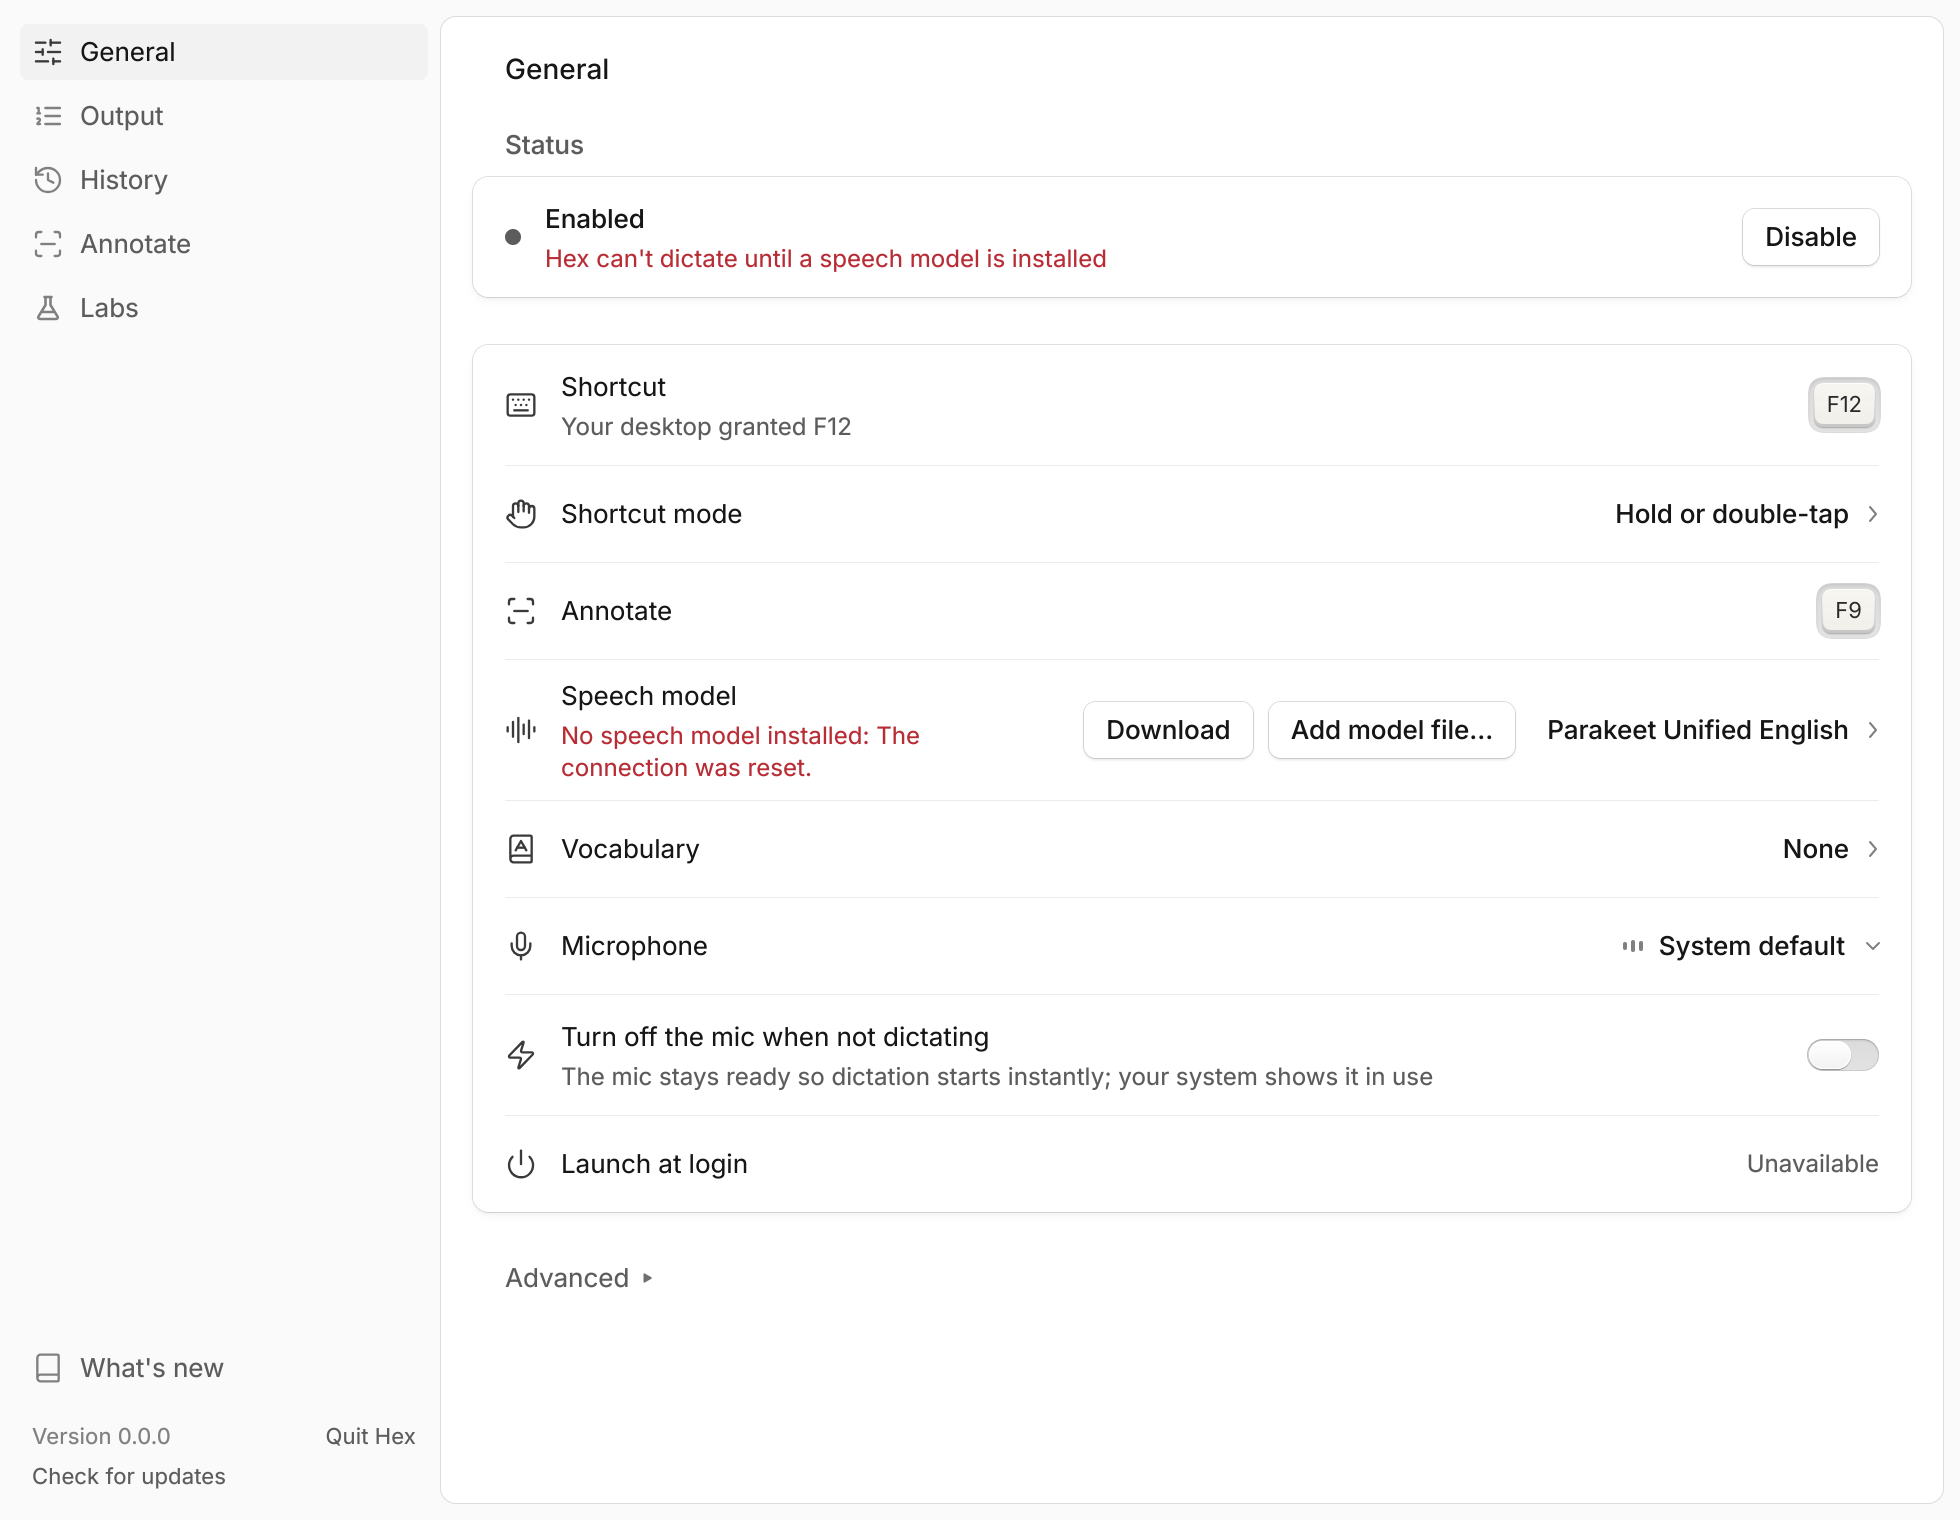 General
Output
History
Annotate
Labs
What's new
Version 0.0.0
Quit Hex
Check for updates
General
Status
Enabled
Hex can't dictate until a speech model is installed
Disable
Shortcut
Your desktop granted F12
F12
Shortcut mode
Hold or double-tap
Annotate
F9
Speech model
No speech model installed: The
connection was reset.
Download
Add model file...
Parakeet Unified English
Vocabulary
None
Microphone
System default
Turn off the mic when not dictating
The mic stays ready so dictation starts instantly; your system shows it in use
Launch at login
Unavailable
Advanced